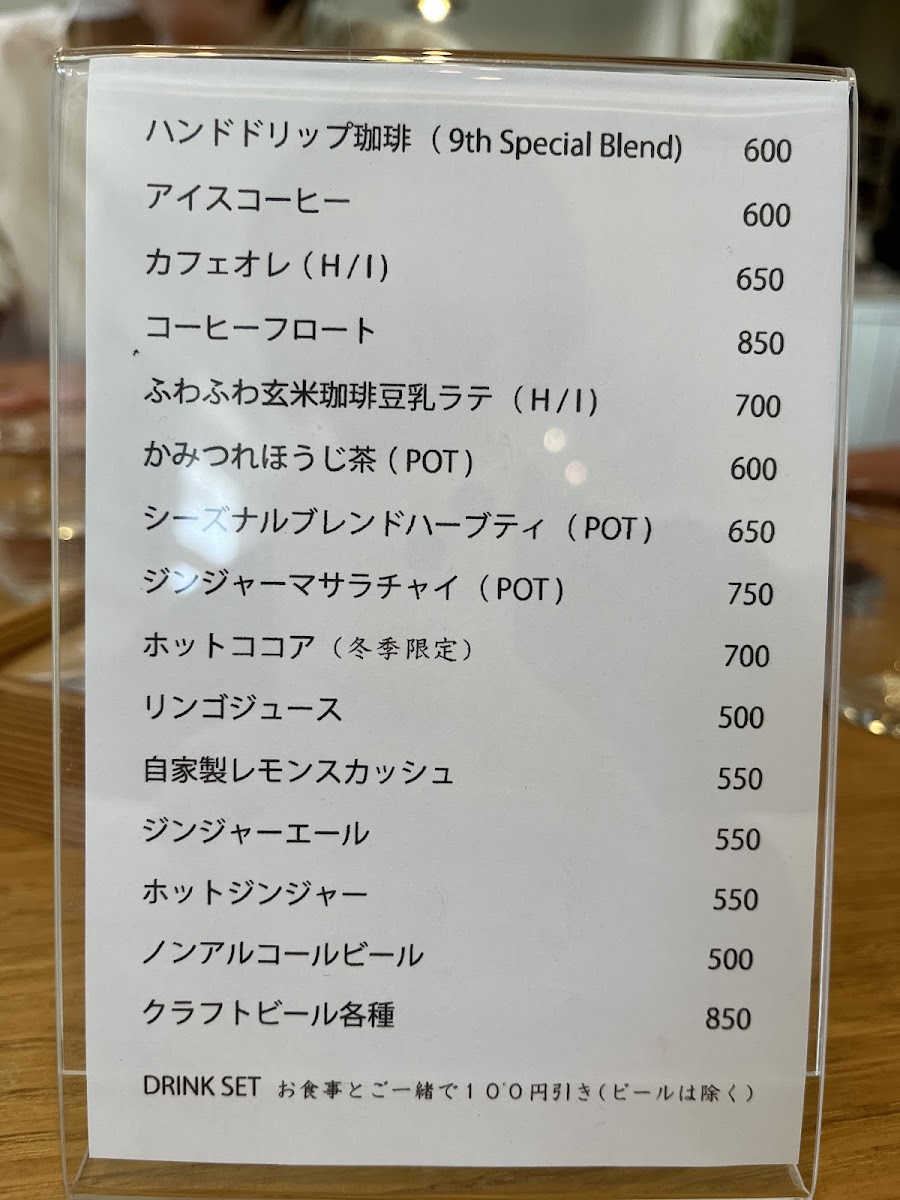 ハンドドリップ珈琲 ( 9th Special Blend) 600
アイスコーヒー 600
カフェオレ ( H / I ) 650
コーヒーフロート 850
ふわふわ玄米珈琲豆乳ラテ ( H / I ) 700
かみつれほうじ茶 ( POT ) 600
シーズナルブレンドハーブティ ( POT ) 650
ジンジャーマサラチャイ ( POT ) 750
ホットココア (冬季限定) 700
リンゴジュース 500
自家製レモンスカッシュ 550
ジンジャーエール 550
ホットジンジャー 550
ノンアルコールビール 500
クラフトビール各種 850
DRINK SET お食事とご一緒で１００円引き(ビールは除く)